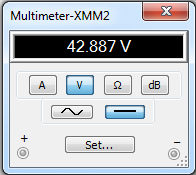 Multimeter-XMM2
42.887 V
A V Ω dB
Set...
+ −